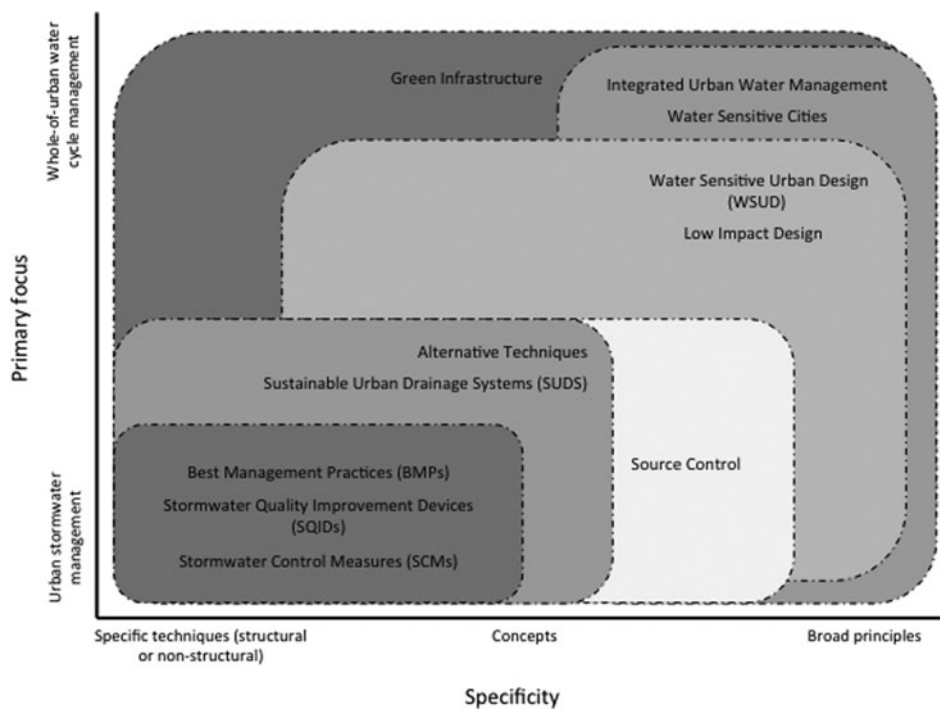 Whole-of-urban water
cycle management
Primary focus
Urban stormwater
management
Green Infrastructure
Integrated Urban Water Management
Water Sensitive Cities
Water Sensitive Urban Design
(WSUD)
Low Impact Design
Alternative Techniques
Sustainable Urban Drainage Systems (SUDS)
Source Control
Best Management Practices (BMPs)
Stormwater Quality Improvement Devices
(SQIDs)
Stormwater Control Measures (SCMs)
Specific techniques (structural
or non-structural)
Concepts
Broad principles
Specificity